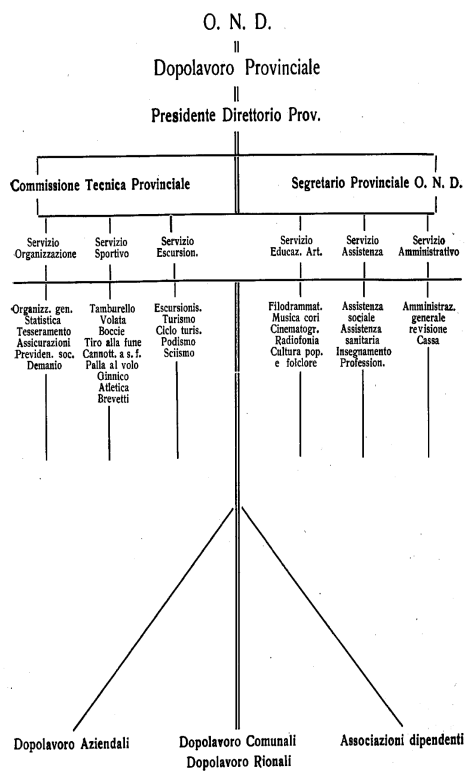 O. N. D.
Dopolavoro Provinciale
Presidente Direttorio Prov.
Commissione Tecnica Provinciale
Segretario Provinciale O. N. D.
Servizio
Organizzazione
Servizio
Sportivo
Servizio
Escursion.
Servizio
Educaz. Art.
Servizio
Assistenza
Servizio
Amministrativo
Organizz. gen.
Statistica
Tesseramento
Assicurazioni
Previden. soc.
Demanio
Tamburello
Volata
Boccie
Tiro alla fune
Cannott. a s. f.
Palla al volo
Ginnico
Atletica
Brevetti
Escursionis.
Turismo
Ciclo turis.
Podismo
Sciismo
Filodrammat.
Musica cori
Cinematogr.
Radiofonia
Cultura pop.
e folclore
Assistenza
sociale
Assistenza
sanitaria
Insegnamento
Profession.
Amministraz.
generale
revisione
Cassa
Dopolavoro Aziendali
Dopolavoro Comunali
Dopolavoro Rionali
Associazioni dipendenti